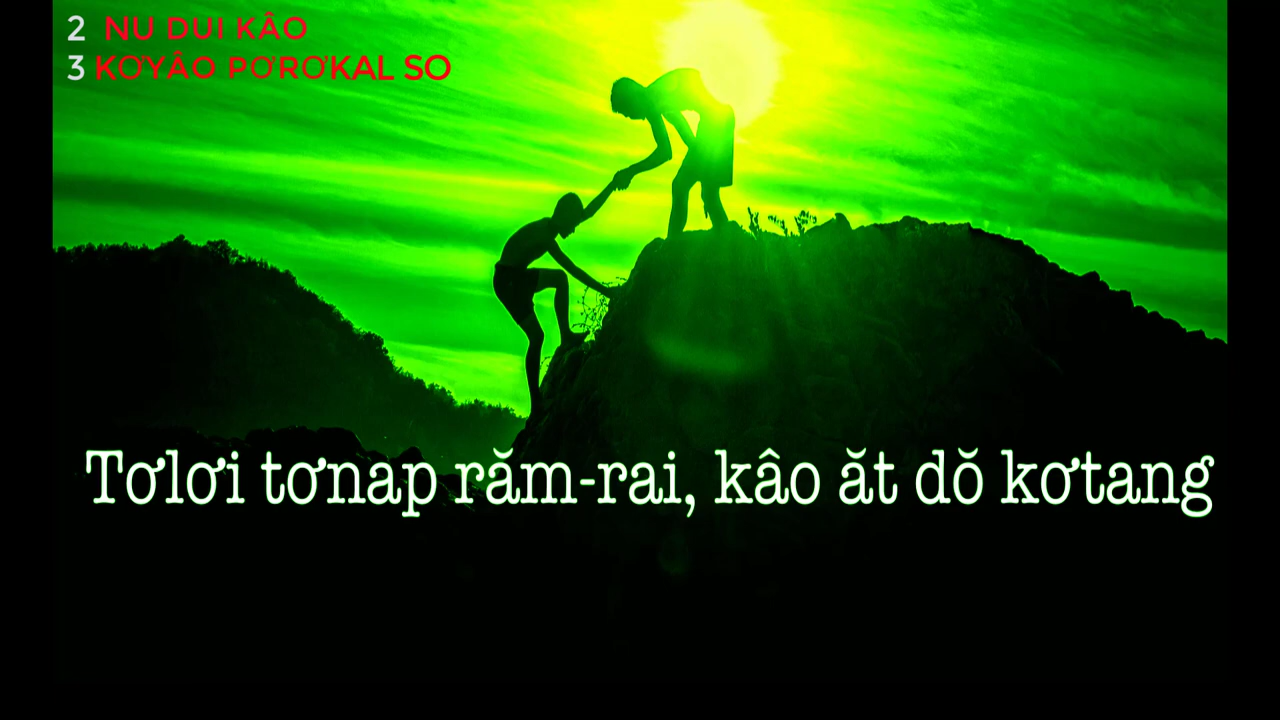 2 NU DUI KÂO
3 KƠYÂO PƠRƠKAL SO
Tơlơi tơnap răm-rai, kâo ăt dŏ kơtang